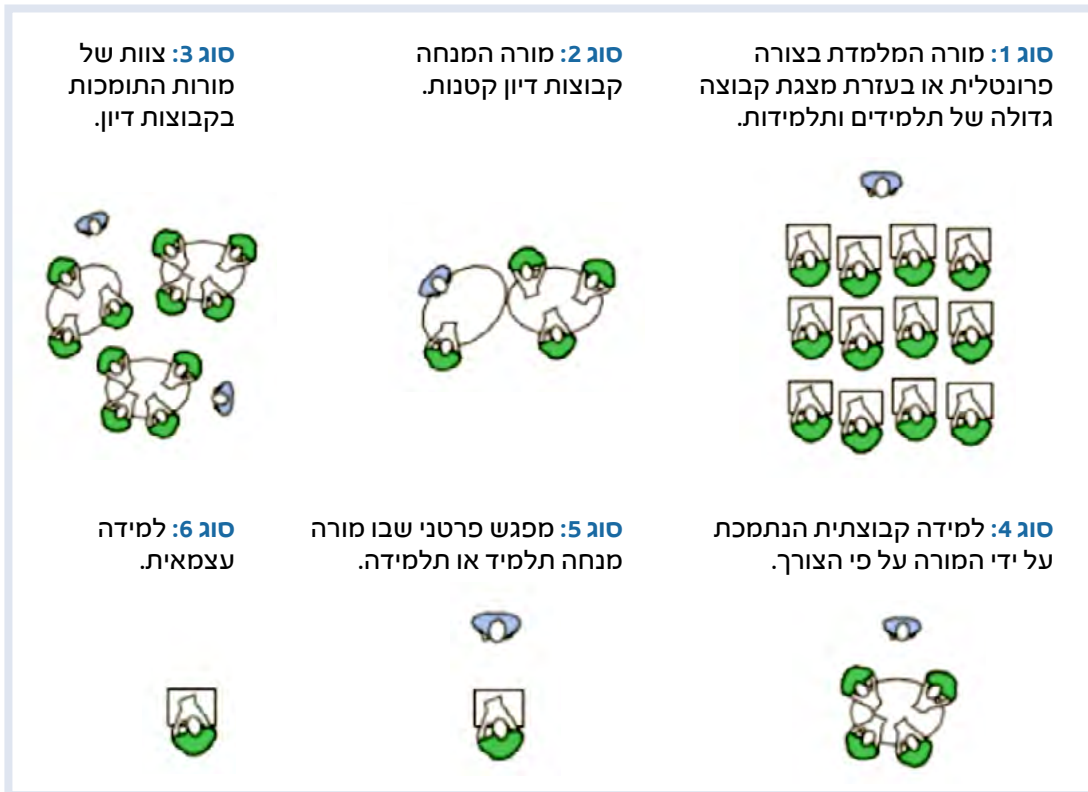 סוג 1: מורה המלמדת בצורה
פרונטלית או בעזרת מצגת קבוצה
גדולה של תלמידים ותלמידות.
סוג 2: מורה המנחה
קבוצות דיון קטנות.
סוג 3: צוות של
מורות התומכות
בקבוצות דיון.
סוג 4: למידה קבוצתית הנתמכת
על ידי המורה על פי הצורך.
סוג 5: מפגש פרטני שבו מורה
מנחה תלמיד או תלמידה.
סוג 6: למידה
עצמאית.